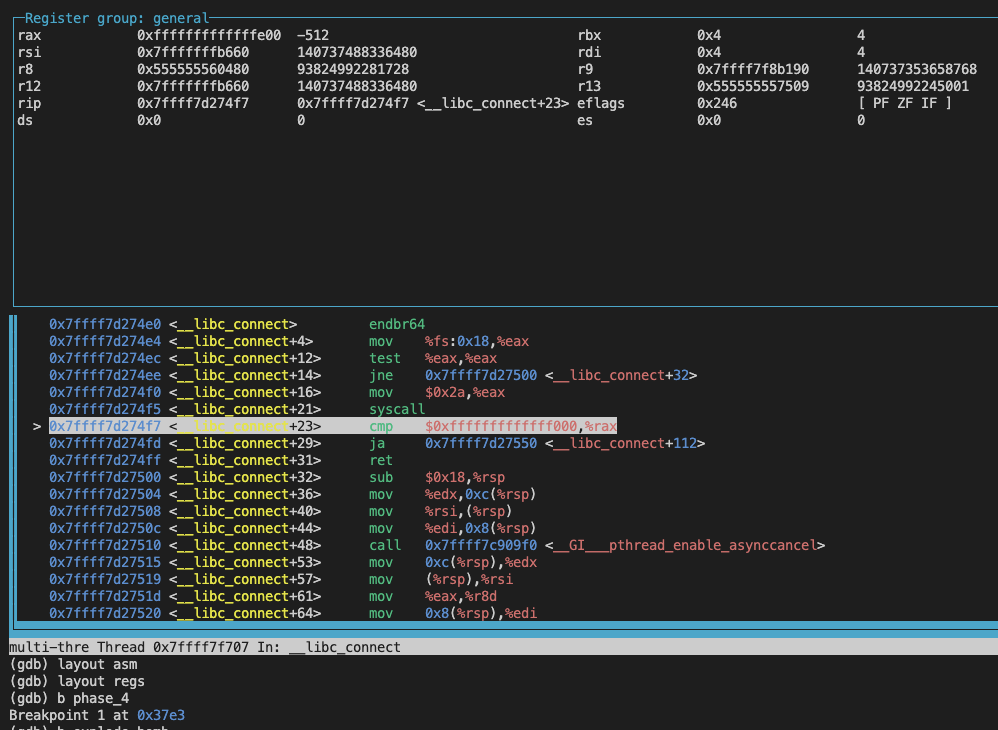 Register group: general
rax 0xfffffffffffffe00 -512 rbx 0x4 4
rsi 0x7fffffffb660 140737488336480 rdi 0x4 4
r8 0x555555560480 93824992281728 r9 0x7ffff7f8b190 140737353658768
r12 0x7fffffffb660 140737488336480 r13 0x555555557509 93824992245001
rip 0x7ffff7d274f7 0x7ffff7d274f7 <__libc_connect+23> eflags 0x246 [ PF ZF IF ]
ds 0x0 0 es 0x0 0
0x7ffff7d274e0 <__libc_connect> endbr64
0x7ffff7d274e4 <__libc_connect+4> mov %fs:0x18,%eax
0x7ffff7d274ec <__libc_connect+12> test %eax,%eax
0x7ffff7d274ee <__libc_connect+14> jne 0x7ffff7d27500 <__libc_connect+32>
0x7ffff7d274f0 <__libc_connect+16> mov $0x2a,%eax
0x7ffff7d274f5 <__libc_connect+21> syscall
> 0x7ffff7d274f7 <__libc_connect+23> cmp $0xfffffffffffff000,%rax
0x7ffff7d274fd <__libc_connect+29> ja 0x7ffff7d27550 <__libc_connect+112>
0x7ffff7d274ff <__libc_connect+31> ret
0x7ffff7d27500 <__libc_connect+32> sub $0x18,%rsp
0x7ffff7d27504 <__libc_connect+36> mov %edx,0xc(%rsp)
0x7ffff7d27508 <__libc_connect+40> mov %rsi,(%rsp)
0x7ffff7d2750c <__libc_connect+44> mov %edi,0x8(%rsp)
0x7ffff7d27510 <__libc_connect+48> call 0x7ffff7c909f0 <__GI___pthread_enable_asynccancel>
0x7ffff7d27515 <__libc_connect+53> mov 0xc(%rsp),%edx
0x7ffff7d27519 <__libc_connect+57> mov (%rsp),%rsi
0x7ffff7d2751d <__libc_connect+61> mov %eax,%r8d
0x7ffff7d27520 <__libc_connect+64> mov 0x8(%rsp),%edi
multi-thre Thread 0x7ffff7f707 In: __libc_connect
(gdb) layout asm
(gdb) layout regs
(gdb) b phase_4
Breakpoint 1 at 0x37e3
(gdb) b explode_bomb